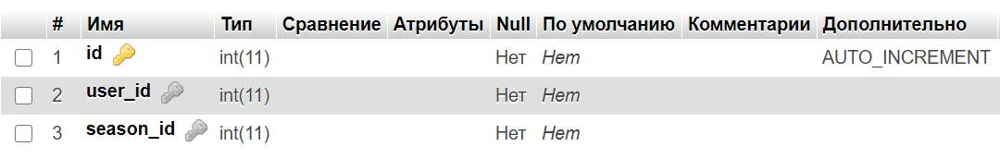 # Имя Тип Сравнение Атрибуты Null По умолчанию Комментарии Дополнительно
1 id int(11) Нет Нет AUTO_INCREMENT
2 user_id int(11) Нет Нет
3 season_id int(11) Нет Нет